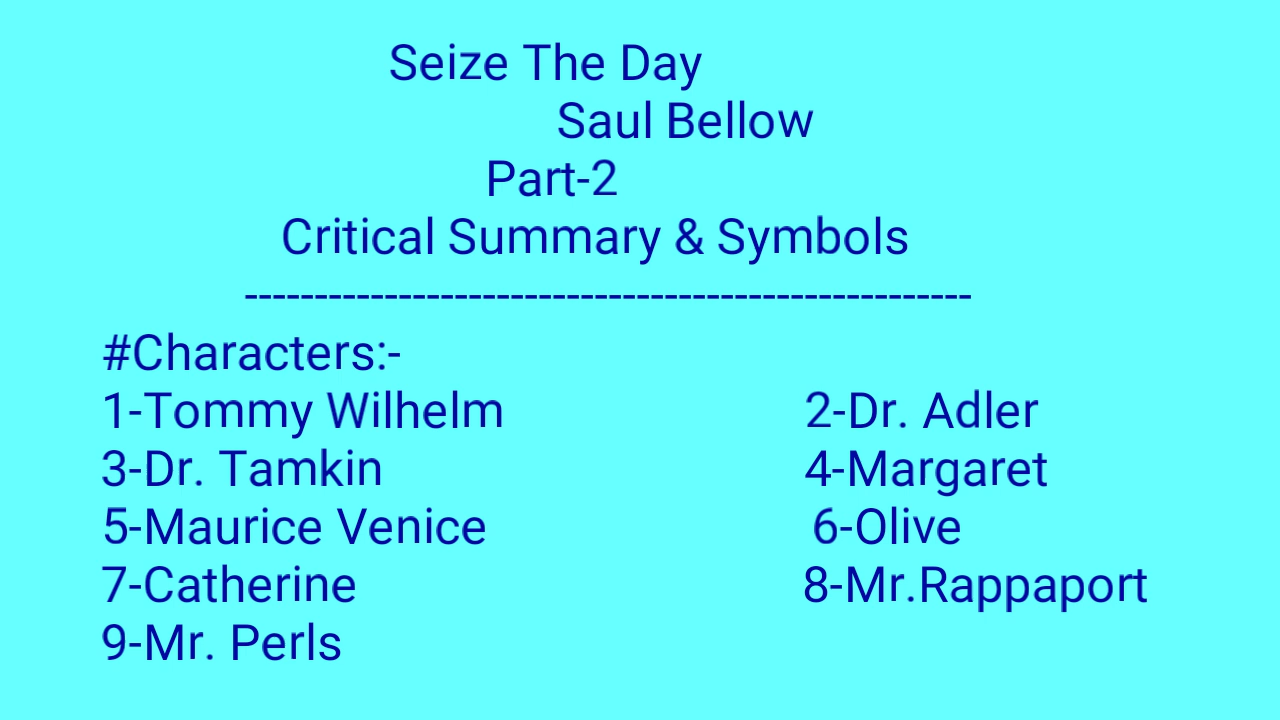 Seize The Day
Saul Bellow
Part-2
Critical Summary & Symbols
----------------------------------------------------
#Characters:-
1-Tommy Wilhelm 2-Dr. Adler
3-Dr. Tamkin 4-Margaret
5-Maurice Venice 6-Olive
7-Catherine 8-Mr.Rappaport
9-Mr. Perls